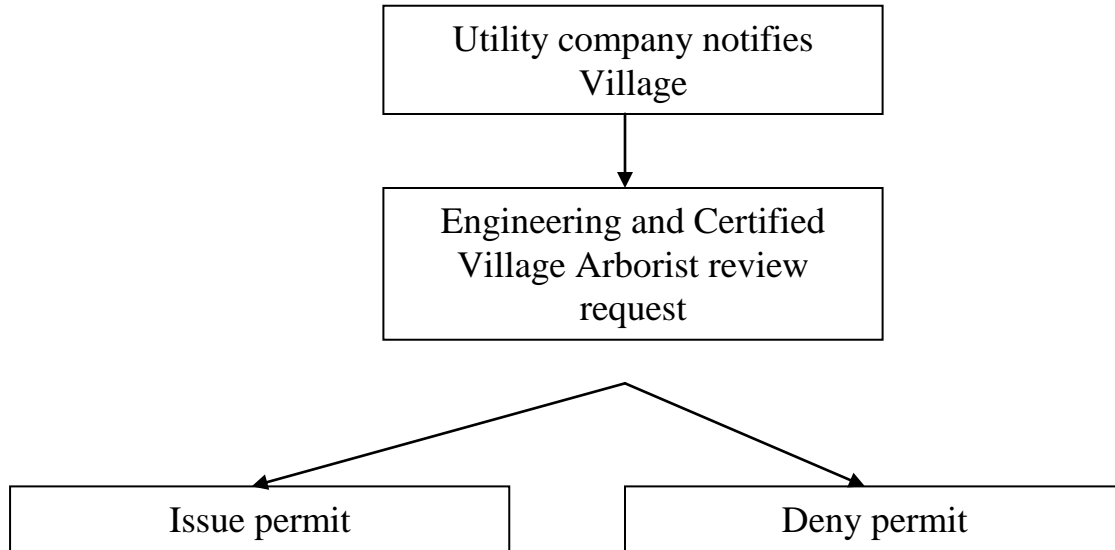 Utility company notifies
Village
Engineering and Certified
Village Arborist review
request
Issue permit
Deny permit